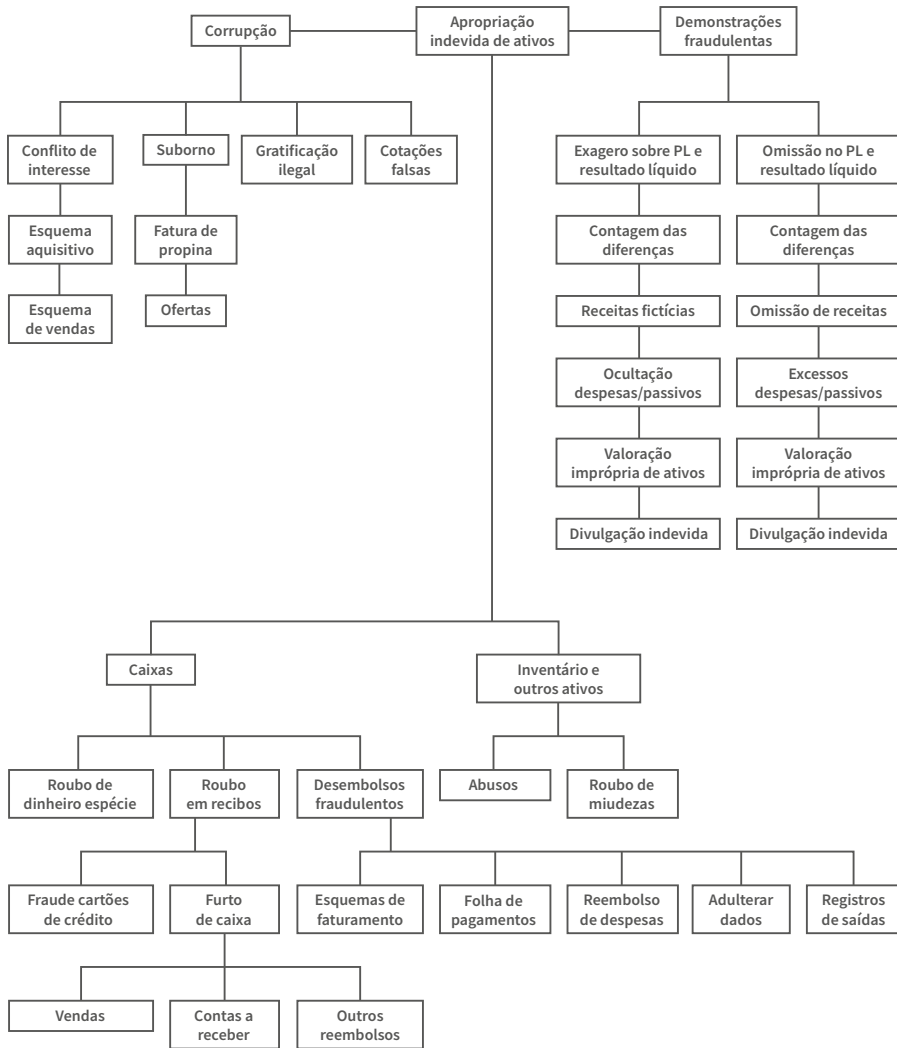 Corrupção
Apropriação
indevida de ativos
Demonstrações
fraudulentas
Conflito de
interesse
Suborno
Gratificação
ilegal
Cotações
falsas
Exagero sobre PL e
resultado líquido
Omissão no PL e
resultado líquido
Esquema
aquisitivo
Fatura de
propina
Contagem das
diferenças
Contagem das
diferenças
Esquema
de vendas
Ofertas
Receitas fictícias
Omissão de receitas
Ocultação
despesas/passivos
Excessos
despesas/passivos
Valoração
imprópria de ativos
Valoração
imprópria de ativos
Divulgação indevida
Divulgação indevida
Caixas
Inventário e
outros ativos
Roubo de
dinheiro espécie
Roubo
em recibos
Desembolsos
fraudulentos
Abusos
Roubo de
miudezas
Fraude cartões
de crédito
Furto
de caixa
Esquemas de
faturamento
Folha de
pagamentos
Reembolso
de despesas
Adulterar
dados
Registros
de saídas
Vendas
Contas a
receber
Outros
reembolsos